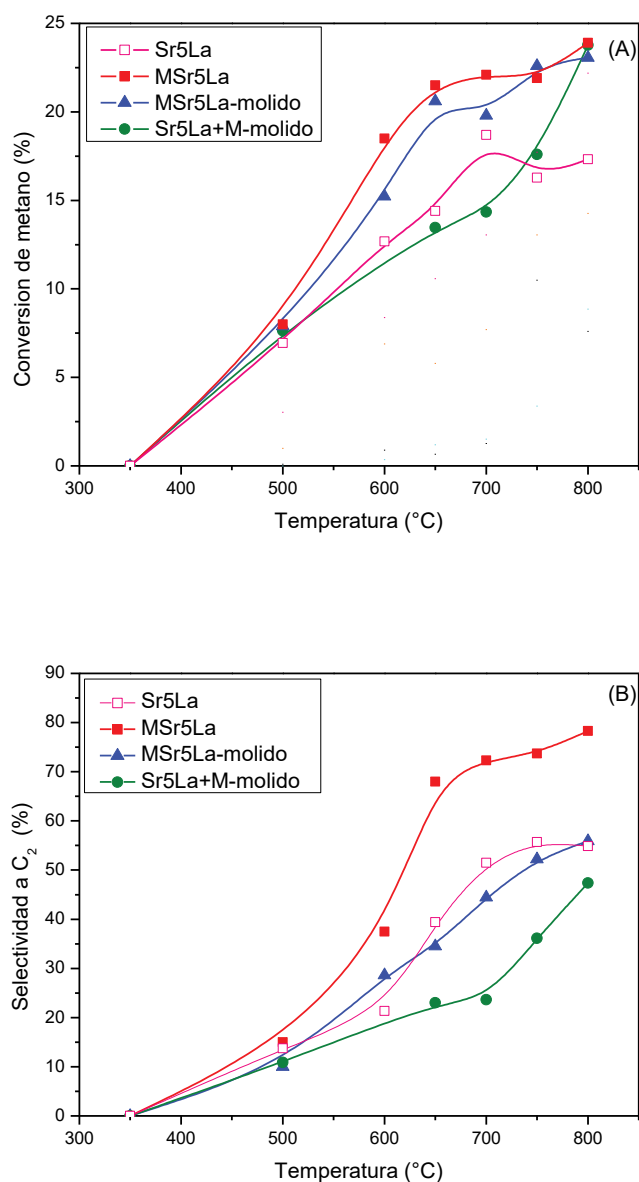 (A)
Sr5La
MSr5La
MSr5La-molido
Sr5La+M-molido
Conversion de metano (%)
25
20
15
10
5
0
300 400 500 600 700 800
Temperatura (°C)
(B)
Sr5La
MSr5La
MSr5La-molido
Sr5La+M-molido
Selectividad a C2 (%)
90
80
70
60
50
40
30
20
10
0
300 400 500 600 700 800
Temperatura (°C)